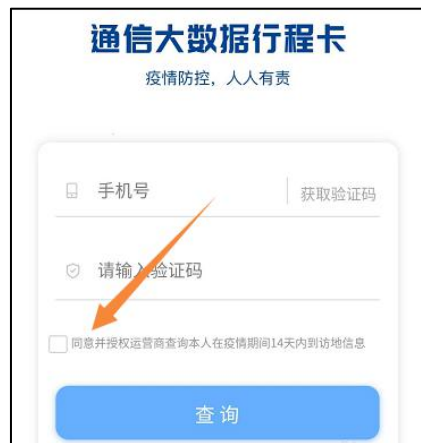 通信大数据行程卡
疫情防控，人人有责
手机号 获取验证码
请输入验证码
同意并授权运营商查询本人在疫情期间14天内到访地信息
查询